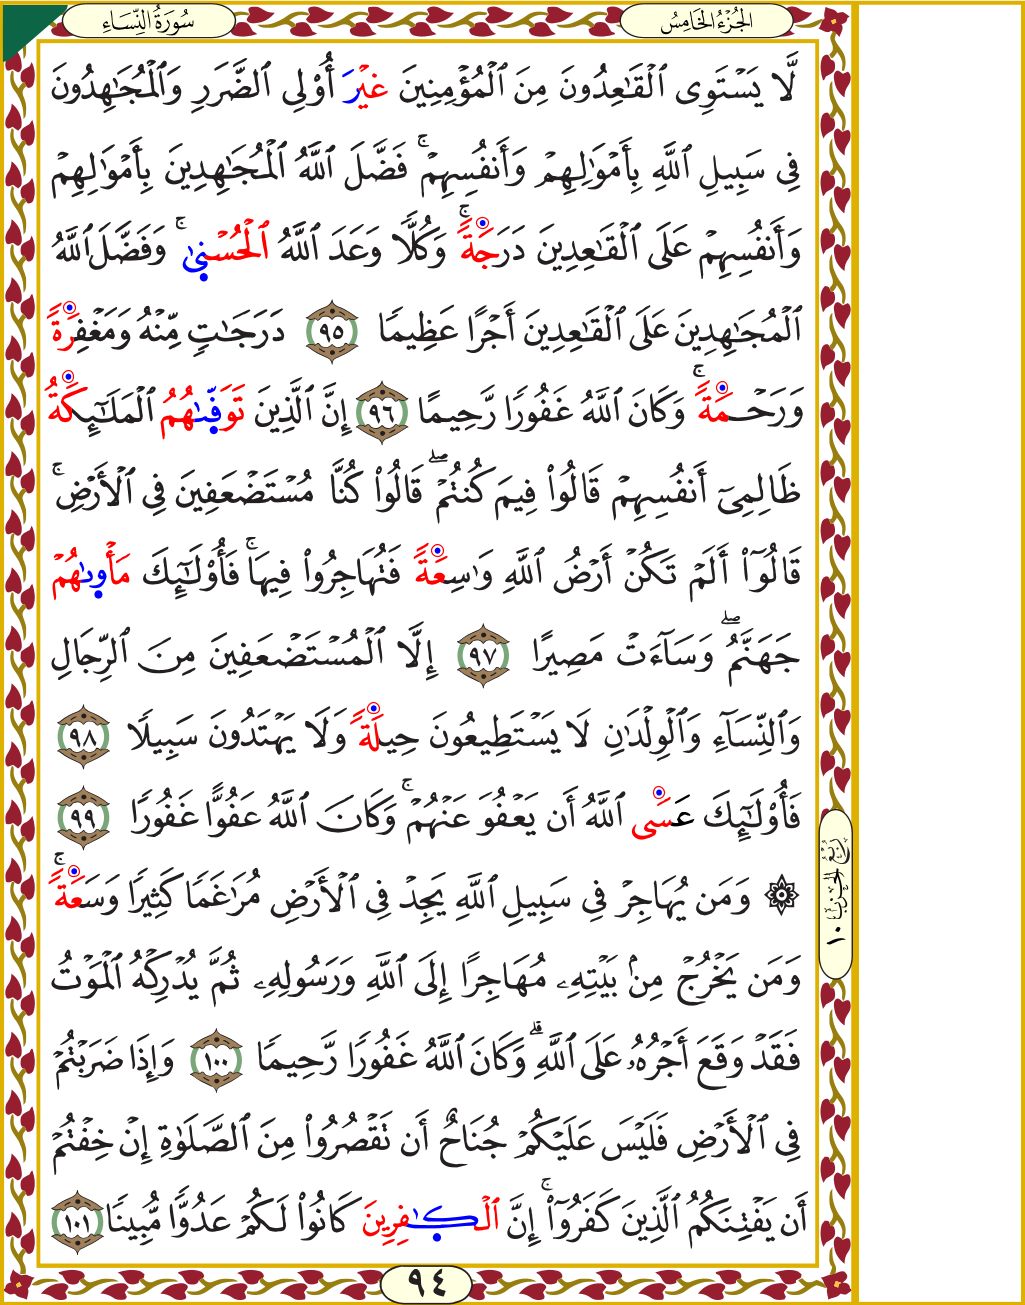 سُورَةُ النِّسَاءِ
الجُزْءُ الخَامِسُ
لَّا يَسْتَوِى ٱلْقَـٰعِدُونَ مِنَ ٱلْمُؤْمِنِينَ غَيْرَ أُو۟لِى ٱلضَّرَرِ وَٱلْمُجَـٰهِدُونَ
فِى سَبِيلِ ٱللَّهِ بِأَمْوَٰلِهِمْ وَأَنفُسِهِمْ ۚ فَضَّلَ ٱللَّهُ ٱلْمُجَـٰهِدِينَ بِأَمْوَٰلِهِمْ
وَأَنفُسِهِمْ عَلَى ٱلْقَـٰعِدِينَ دَرَجَةً ۚ وَكُلًّا وَعَدَ ٱللَّهُ ٱلْحُسْنَىٰ ۚ وَفَضَّلَ ٱللَّهُ
ٱلْمُجَـٰهِدِينَ عَلَى ٱلْقَـٰعِدِينَ أَجْرًا عَظِيمًا ٩٥ دَرَجَـٰتٍ مِّنْهُ وَمَغْفِرَةً
وَرَحْمَةً ۚ وَكَانَ ٱللَّهُ غَفُورًا رَّحِيمًا ٩٦ إِنَّ ٱلَّذِينَ تَوَفَّىٰهُمُ ٱلْمَلَـٰٓئِكَةُ
ظَالِمِىٓ أَنفُسِهِمْ قَالُوا۟ فِيمَ كُنتُمْ ۖ قَالُوا۟ كُنَّا مُسْتَضْعَفِينَ فِى ٱلْأَرْضِ ۚ
قَالُوٓا۟ أَلَمْ تَكُنْ أَرْضُ ٱللَّهِ وَٰسِعَةً فَتُهَاجِرُوا۟ فِيهَا ۚ فَأُو۟لَـٰٓئِكَ مَأْوَىٰهُمْ
جَهَنَّمُ ۖ وَسَآءَتْ مَصِيرًا ٩٧ إِلَّا ٱلْمُسْتَضْعَفِينَ مِنَ ٱلرِّجَالِ
وَٱلنِّسَآءِ وَٱلْوِلْدَٰنِ لَا يَسْتَطِيعُونَ حِيلَةً وَلَا يَهْتَدُونَ سَبِيلًا ٩٨
فَأُو۟لَـٰٓئِكَ عَسَى ٱللَّهُ أَن يَعْفُوَ عَنْهُمْ ۚ وَكَانَ ٱللَّهُ عَفُوًّا غَفُورًا ٩٩
۞ وَمَن يُهَاجِرْ فِى سَبِيلِ ٱللَّهِ يَجِدْ فِى ٱلْأَرْضِ مُرَٰغَمًا كَثِيرًا وَسَعَةً ۚ
وَمَن يَخْرُجْ مِنۢ بَيْتِهِۦ مُهَاجِرًا إِلَى ٱللَّهِ وَرَسُولِهِۦ ثُمَّ يُدْرِكْهُ ٱلْمَوْتُ
فَقَدْ وَقَعَ أَجْرُهُۥ عَلَى ٱللَّهِ ۗ وَكَانَ ٱللَّهُ غَفُورًا رَّحِيمًا ١٠٠ وَإِذَا ضَرَبْتُمْ
فِى ٱلْأَرْضِ فَلَيْسَ عَلَيْكُمْ جُنَاحٌ أَن تَقْصُرُوا۟ مِنَ ٱلصَّلَوٰةِ إِنْ خِفْتُمْ
أَن يَفْتِنَكُمُ ٱلَّذِينَ كَفَرُوٓا۟ ۚ إِنَّ ٱلْكَـٰفِرِينَ كَانُوا۟ لَكُمْ عَدُوًّا مُّبِينًا ١٠١
رُبْعُ الحِزْبِ ١٠
٩٤